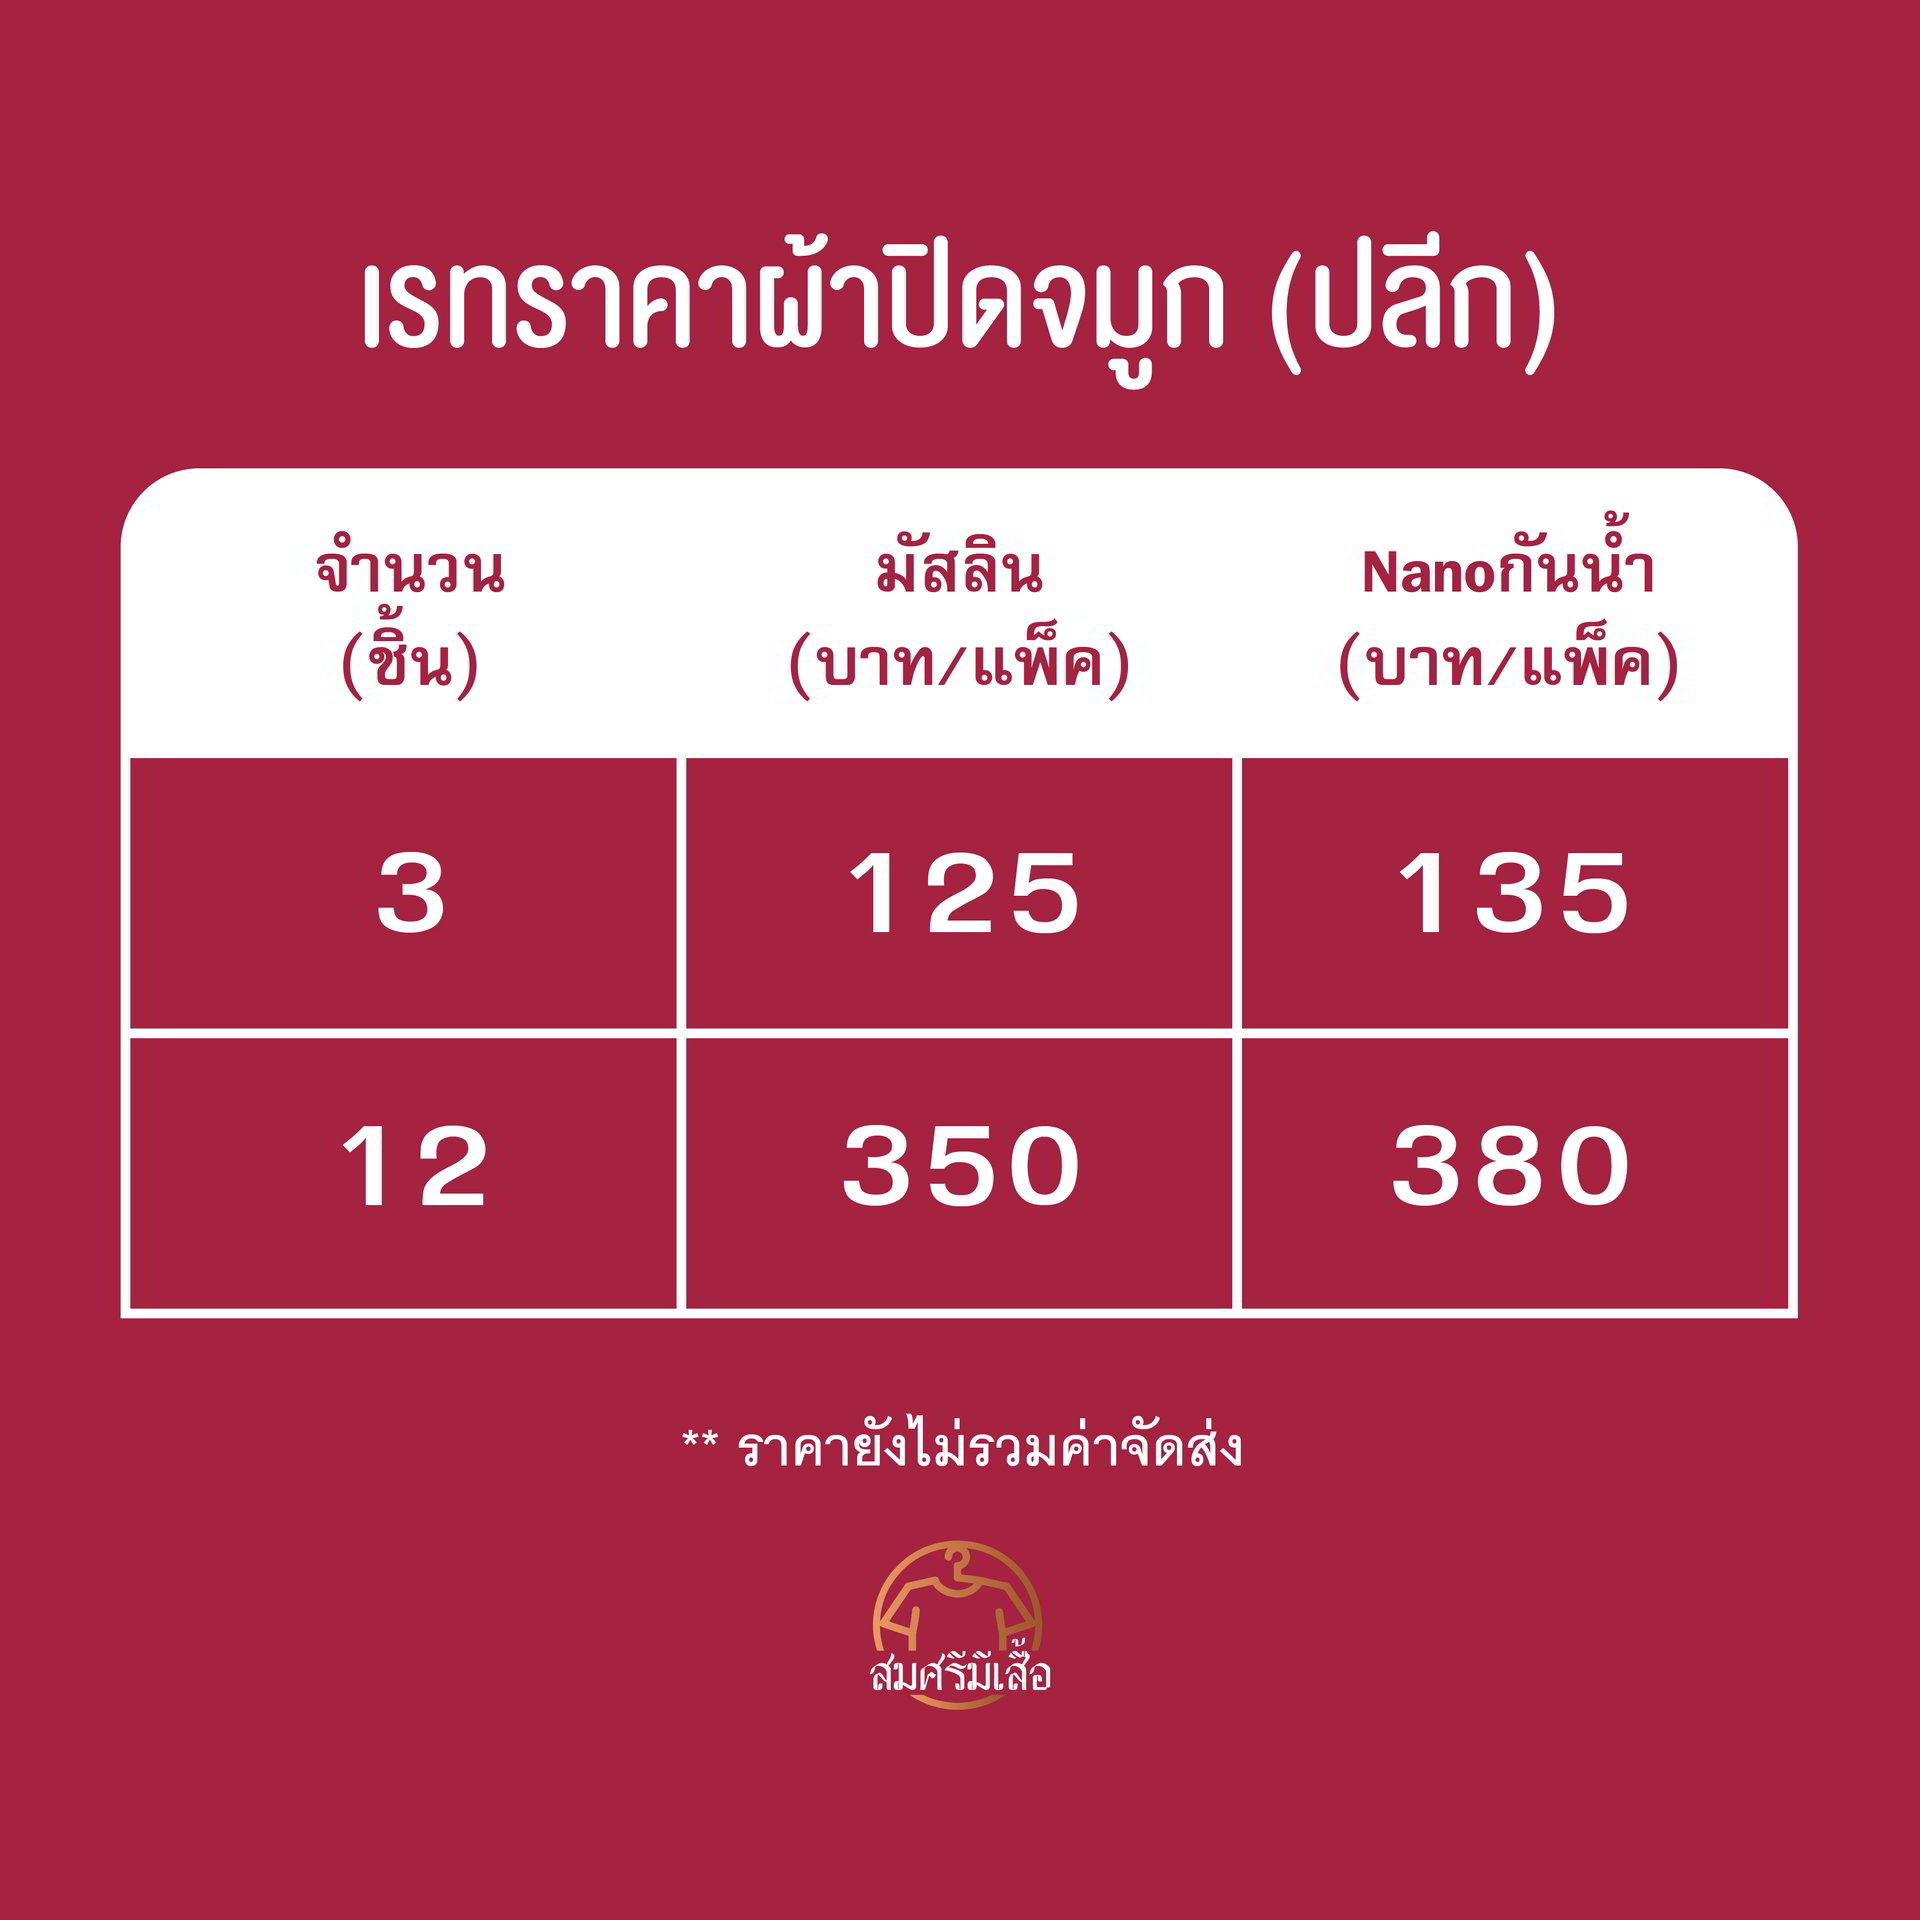 เรทราคาผ้าปิดจมูก (ปลีก)
จำนวน
(ชิ้น)
มัสลิน
(บาท/แพ็ค)
Nanoกันน้ำ
(บาท/แพ็ค)
3 125 135
12 350 380
** ราคายังไม่รวมค่าจัดส่ง
สมศรีมีเสื้อ